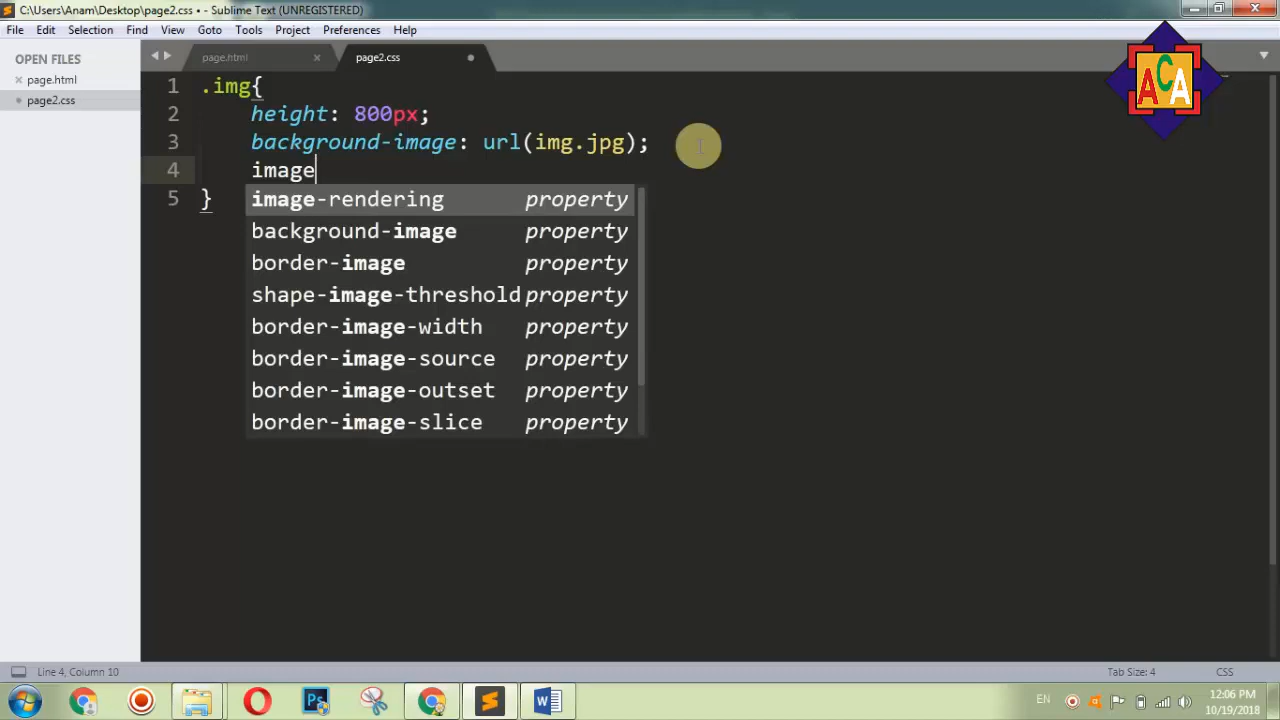 C:\Users\Anam\Desktop\page2.css • - Sublime Text (UNREGISTERED)
File Edit Selection Find View Goto Tools Project Preferences Help
OPEN FILES
page.html
page2.css
page.html
page2.css
ACA
1 .img{
2 height: 800px;
3 background-image: url(img.jpg);
4 image
5 }
image-rendering property
background-image property
border-image property
shape-image-threshold property
border-image-width property
border-image-source property
border-image-outset property
border-image-slice property
Line 4, Column 10 Tab Size: 4 CSS
Ps W EN 12:06 PM
10/19/2018